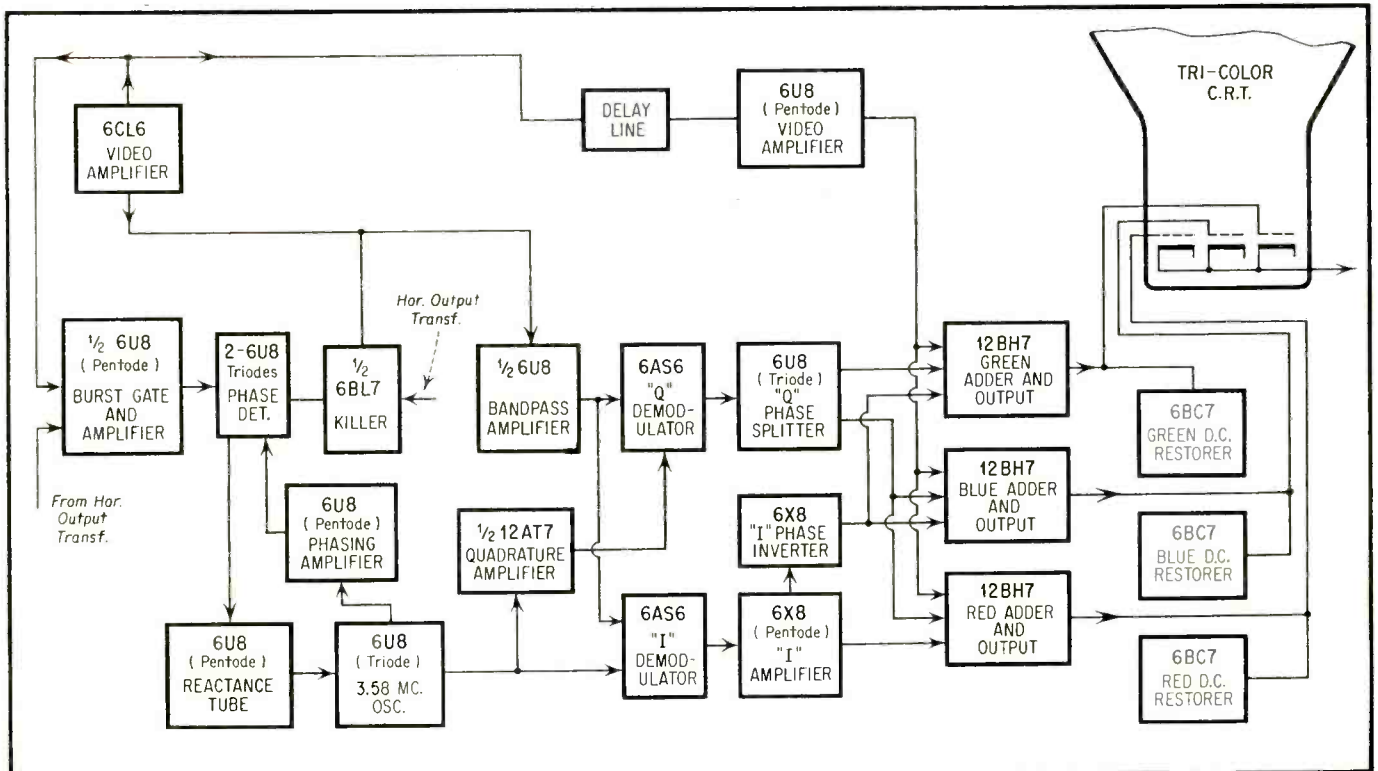 TRI-COLOR
C.R.T.
6CL6
VIDEO
AMPLIFIER
DELAY
LINE
6U8
( Pentode )
VIDEO
AMPLIFIER
½ 6U8
( Pentode )
BURST GATE
AND
AMPLIFIER
From Hor.
Output
Transf.
2-6U8
Triodes
PHASE
DET.
½
6BL7
KILLER
Hor. Output
Transf.
½ 6U8
BANDPASS
AMPLIFIER
6AS6
"Q"
DEMOD-
ULATOR
6U8
( Triode )
"Q"
PHASE
SPLITTER
12BH7
GREEN
ADDER AND
OUTPUT
6BC7
GREEN D.C.
RESTORER
6U8
( Pentode )
PHASING
AMPLIFIER
½ 12AT7
QUADRATURE
AMPLIFIER
6X8
"I" PHASE
INVERTER
12BH7
BLUE ADDER
AND
OUTPUT
6BC7
BLUE D.C.
RESTORER
6U8
( Pentode )
REACTANCE
TUBE
6U8
( Triode )
3.58 MC.
OSC.
6AS6
"I"
DEMOD-
ULATOR
6X8
( Pentode )
"I"
AMPLIFIER
12BH7
RED ADDER
AND
OUTPUT
6BC7
RED D.C.
RESTORER